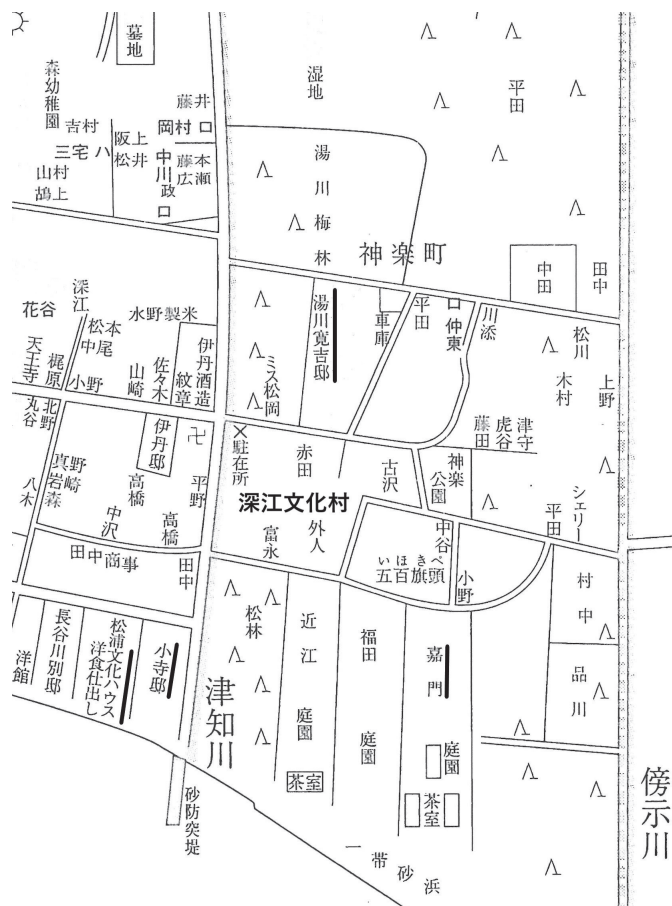 墓地
森幼稚園
吉村
三宅ハ
山村
鴣上
阪上
松井
藤井
岡村ロ
中川政
ロ
藤本
広瀬
湿地
平田
湯川梅林
神楽町
中田
田中
花谷
深江
松本
中尾
水野製米
天王寺
梶原
小野
山崎
佐々木
紋章
伊丹酒造
ミス松岡
湯川寛吉邸
車庫
平田
ロ
仲東
川添
松川
木村
上野
津守
虎谷
藤田
北野
丸谷
伊丹邸
卍
×駐在所
赤田
古沢
神楽公園
シェリー
平田
真野
岩崎
森
八木
高橋
中沢
高橋
平野
深江文化村
富永
外人
中谷
いほきべ
五百旗頭
小野
田中商事
田中
村中
品川
松林
近江
庭園
茶室
福田
庭園
嘉門
庭園
茶室
洋館
長谷川別邸
松浦文化ハウス
洋食仕出し
小寺邸
津知川
砂防突堤
一帯砂浜
傍示川